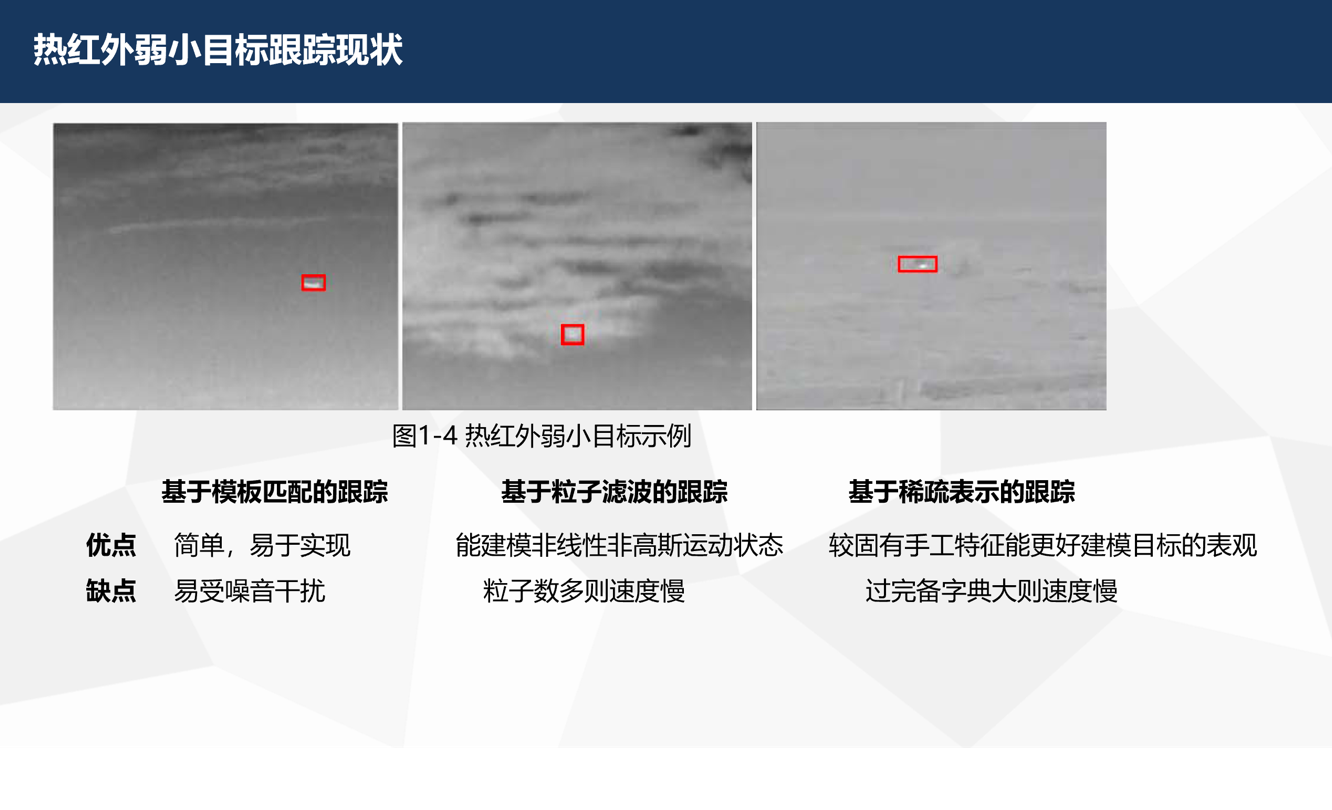 热红外弱小目标跟踪现状
图1-4 热红外弱小目标示例
基于模板匹配的跟踪 基于粒子滤波的跟踪 基于稀疏表示的跟踪
优点 简单，易于实现 能建模非线性非高斯运动状态 较固有手工特征能更好建模目标的表观
缺点 易受噪音干扰 粒子数多则速度慢 过完备字典大则速度慢